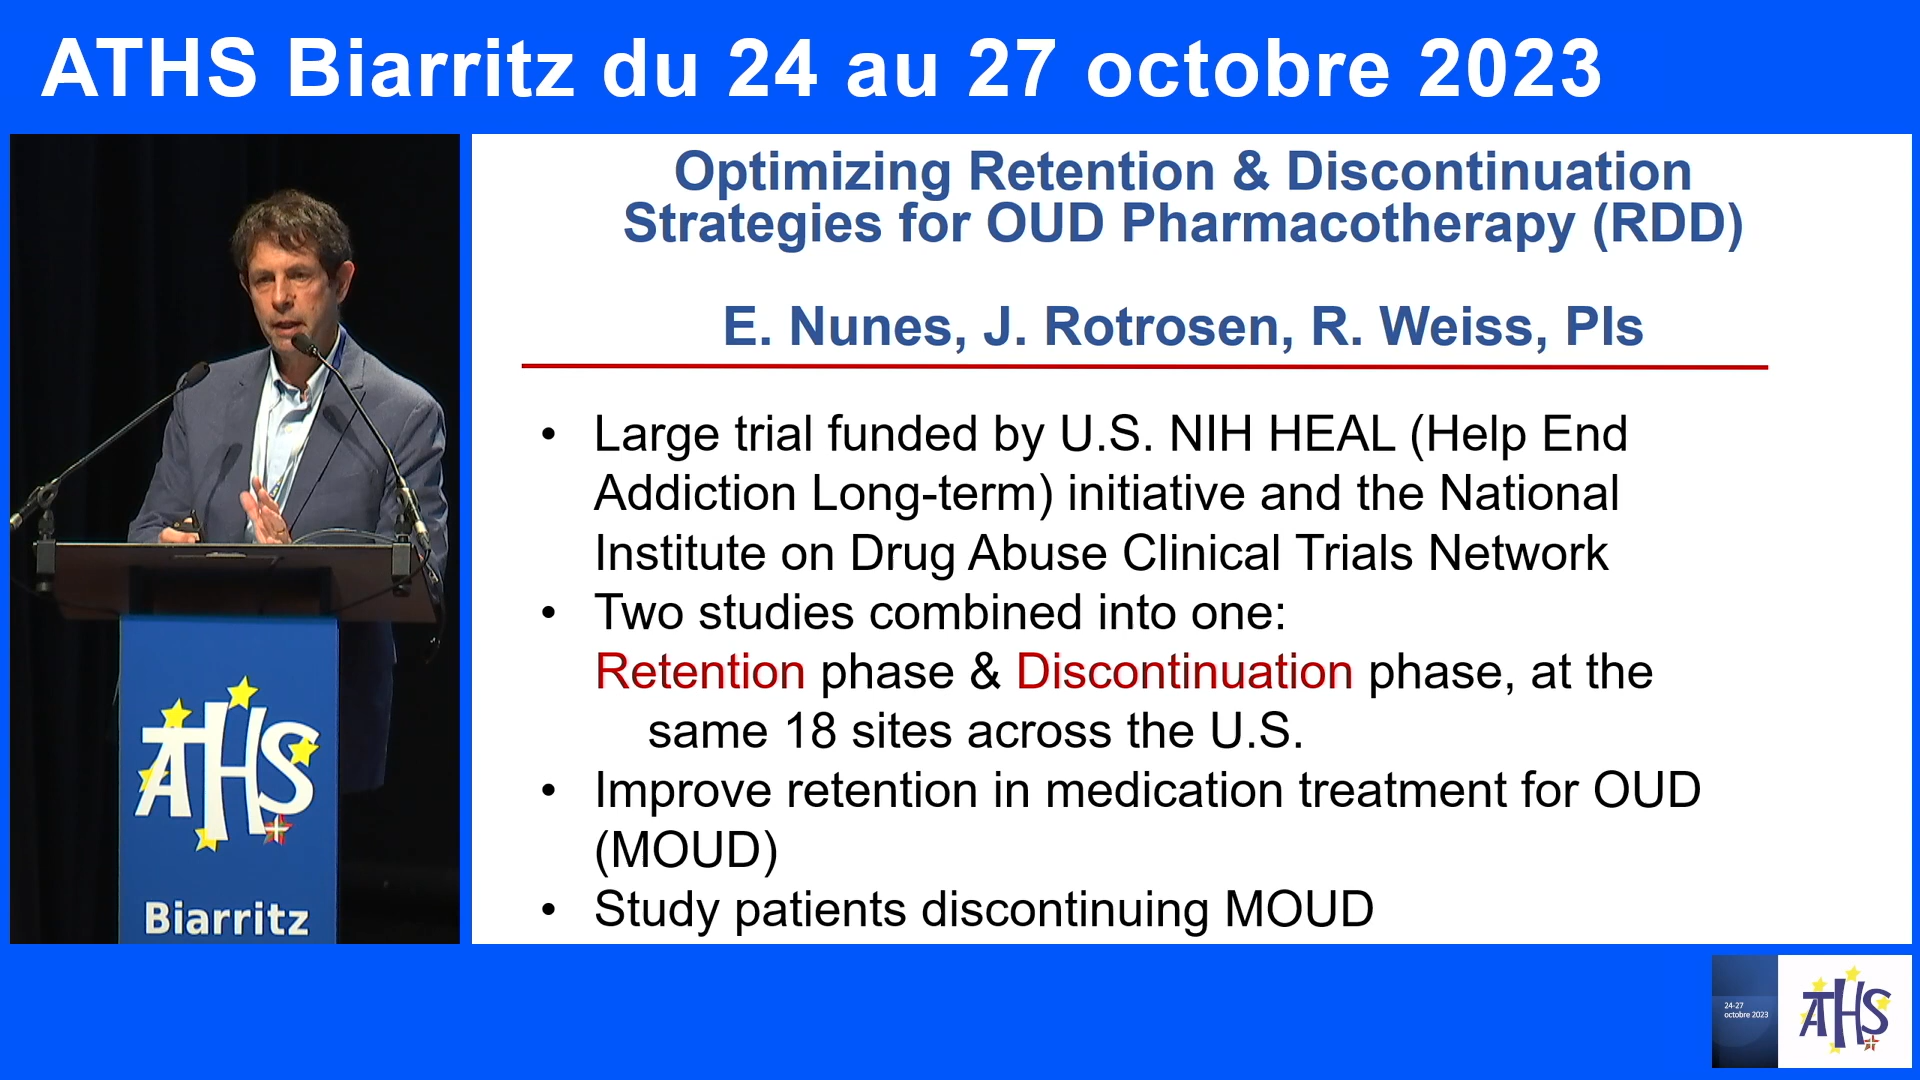 ATHS Biarritz du 24 au 27 octobre 2023
Optimizing Retention & Discontinuation
Strategies for OUD Pharmacotherapy (RDD)
E. Nunes, J. Rotrosen, R. Weiss, PIs
• Large trial funded by U.S. NIH HEAL (Help End
Addiction Long-term) initiative and the National
Institute on Drug Abuse Clinical Trials Network
• Two studies combined into one:
Retention phase & Discontinuation phase, at the
same 18 sites across the U.S.
• Improve retention in medication treatment for OUD
(MOUD)
• Study patients discontinuing MOUD
ATHS
Biarritz
24-27
octobre 2023
ATHS